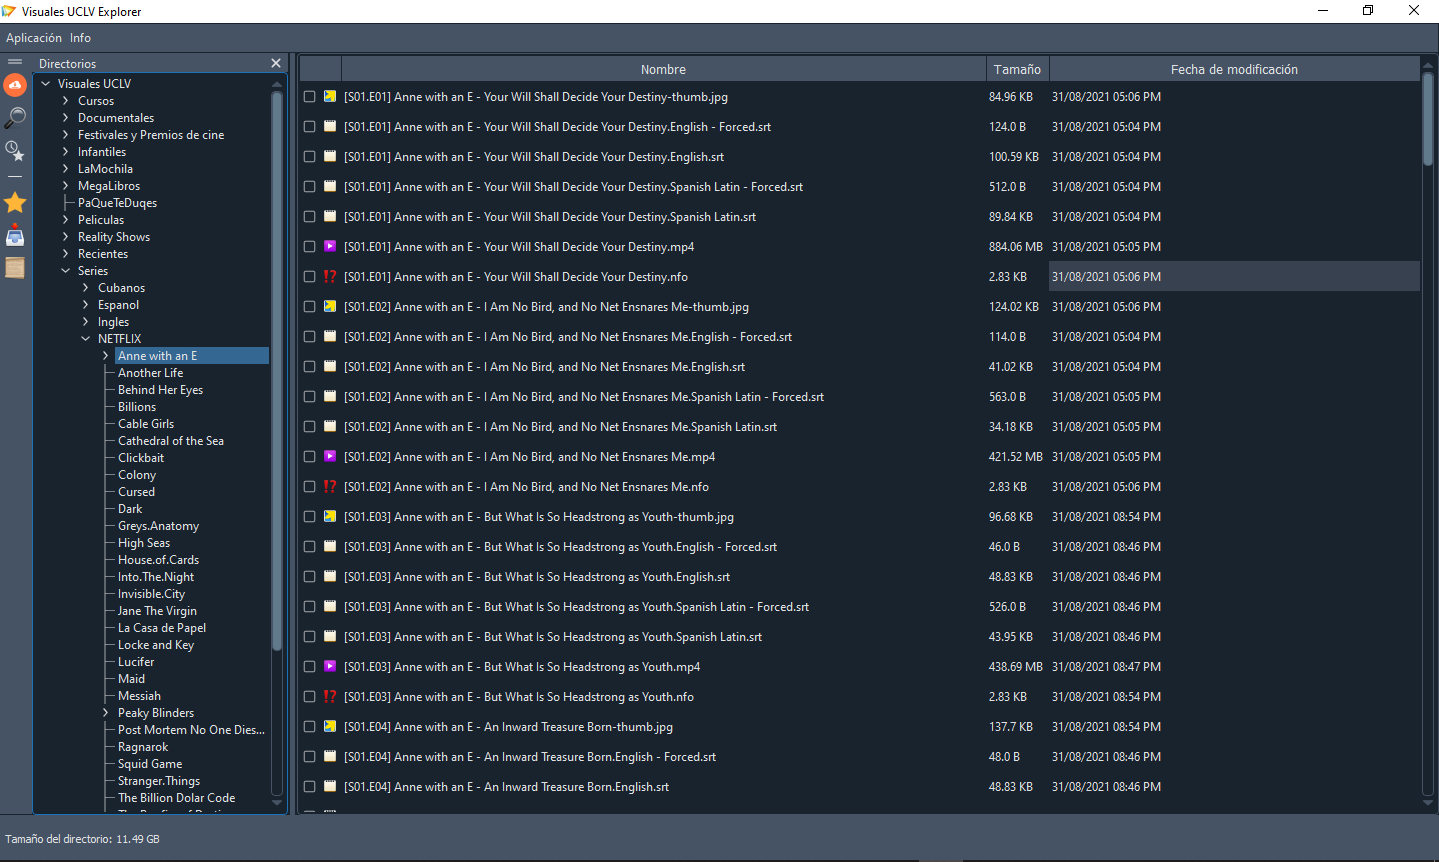 Visuales UCLV Explorer
Aplicación Info
Directorios
Visuales UCLV
Cursos
Documentales
Festivales y Premios de cine
Infantiles
LaMochila
MegaLibros
PaQueTeDuqes
Peliculas
Reality Shows
Recientes
Series
Cubanos
Espanol
Ingles
NETFLIX
Anne with an E
Another Life
Behind Her Eyes
Billions
Cable Girls
Cathedral of the Sea
Clickbait
Colony
Cursed
Dark
Greys.Anatomy
High Seas
House.of.Cards
Into.The.Night
Invisible.City
Jane The Virgin
La Casa de Papel
Locke and Key
Lucifer
Maid
Messiah
Peaky Blinders
Post Mortem No One Dies...
Ragnarok
Squid Game
Stranger.Things
The Billion Dolar Code
Nombre Tamaño Fecha de modificación
[S01.E01] Anne with an E - Your Will Shall Decide Your Destiny-thumb.jpg 84.96 KB 31/08/2021 05:06 PM
[S01.E01] Anne with an E - Your Will Shall Decide Your Destiny.English - Forced.srt 124.0 B 31/08/2021 05:04 PM
[S01.E01] Anne with an E - Your Will Shall Decide Your Destiny.English.srt 100.59 KB 31/08/2021 05:04 PM
[S01.E01] Anne with an E - Your Will Shall Decide Your Destiny.Spanish Latin - Forced.srt 512.0 B 31/08/2021 05:04 PM
[S01.E01] Anne with an E - Your Will Shall Decide Your Destiny.Spanish Latin.srt 89.84 KB 31/08/2021 05:04 PM
[S01.E01] Anne with an E - Your Will Shall Decide Your Destiny.mp4 884.06 MB 31/08/2021 05:05 PM
[S01.E01] Anne with an E - Your Will Shall Decide Your Destiny.nfo 2.83 KB 31/08/2021 05:06 PM
[S01.E02] Anne with an E - I Am No Bird, and No Net Ensnares Me-thumb.jpg 124.02 KB 31/08/2021 05:06 PM
[S01.E02] Anne with an E - I Am No Bird, and No Net Ensnares Me.English - Forced.srt 114.0 B 31/08/2021 05:04 PM
[S01.E02] Anne with an E - I Am No Bird, and No Net Ensnares Me.English.srt 41.02 KB 31/08/2021 05:04 PM
[S01.E02] Anne with an E - I Am No Bird, and No Net Ensnares Me.Spanish Latin - Forced.srt 563.0 B 31/08/2021 05:05 PM
[S01.E02] Anne with an E - I Am No Bird, and No Net Ensnares Me.Spanish Latin.srt 34.18 KB 31/08/2021 05:05 PM
[S01.E02] Anne with an E - I Am No Bird, and No Net Ensnares Me.mp4 421.52 MB 31/08/2021 05:05 PM
[S01.E02] Anne with an E - I Am No Bird, and No Net Ensnares Me.nfo 2.83 KB 31/08/2021 05:06 PM
[S01.E03] Anne with an E - But What Is So Headstrong as Youth-thumb.jpg 96.68 KB 31/08/2021 08:54 PM
[S01.E03] Anne with an E - But What Is So Headstrong as Youth.English - Forced.srt 46.0 B 31/08/2021 08:46 PM
[S01.E03] Anne with an E - But What Is So Headstrong as Youth.English.srt 48.83 KB 31/08/2021 08:46 PM
[S01.E03] Anne with an E - But What Is So Headstrong as Youth.Spanish Latin - Forced.srt 526.0 B 31/08/2021 08:46 PM
[S01.E03] Anne with an E - But What Is So Headstrong as Youth.Spanish Latin.srt 43.95 KB 31/08/2021 08:46 PM
[S01.E03] Anne with an E - But What Is So Headstrong as Youth.mp4 438.69 MB 31/08/2021 08:47 PM
[S01.E03] Anne with an E - But What Is So Headstrong as Youth.nfo 2.83 KB 31/08/2021 08:54 PM
[S01.E04] Anne with an E - An Inward Treasure Born-thumb.jpg 137.7 KB 31/08/2021 08:54 PM
[S01.E04] Anne with an E - An Inward Treasure Born.English - Forced.srt 48.0 B 31/08/2021 08:46 PM
[S01.E04] Anne with an E - An Inward Treasure Born.English.srt 48.83 KB 31/08/2021 08:46 PM
Tamaño del directorio: 11.49 GB